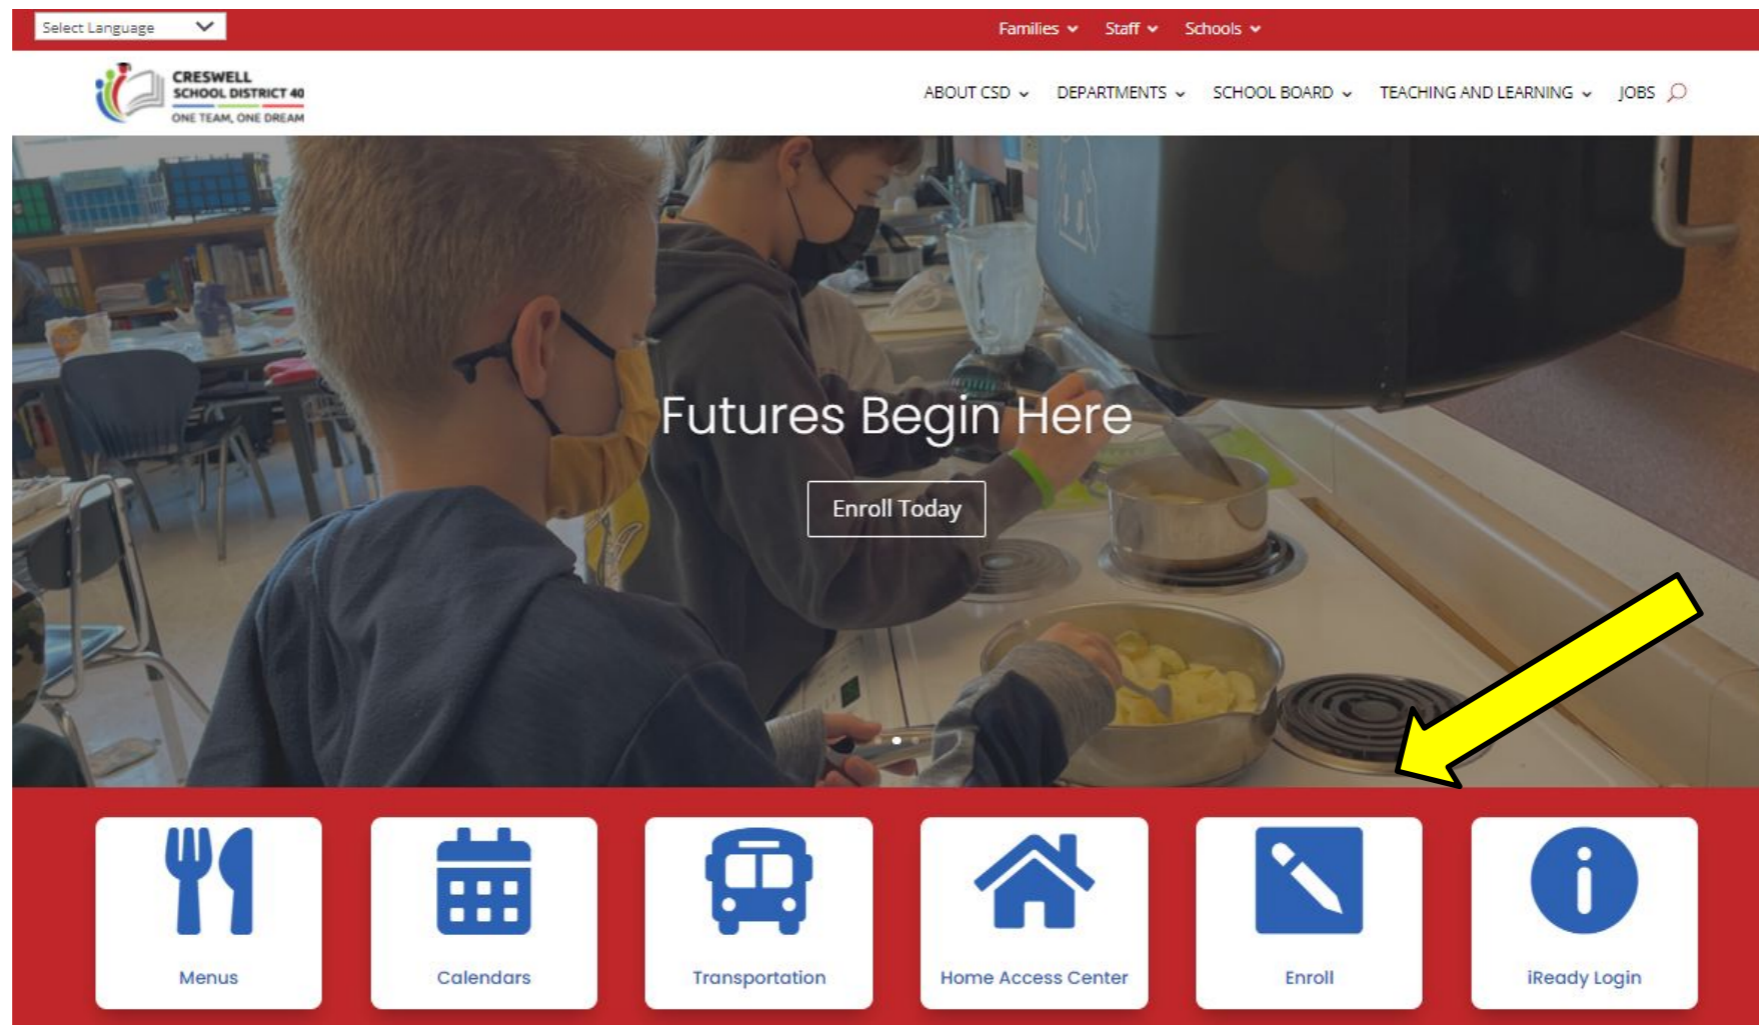 Select Language
Families Staff Schools
CRESWELL
SCHOOL DISTRICT 40
ONE TEAM, ONE DREAM
ABOUT CSD DEPARTMENTS SCHOOL BOARD TEACHING AND LEARNING JOBS
Futures Begin Here
Enroll Today
Menus Calendars Transportation Home Access Center Enroll iReady Login